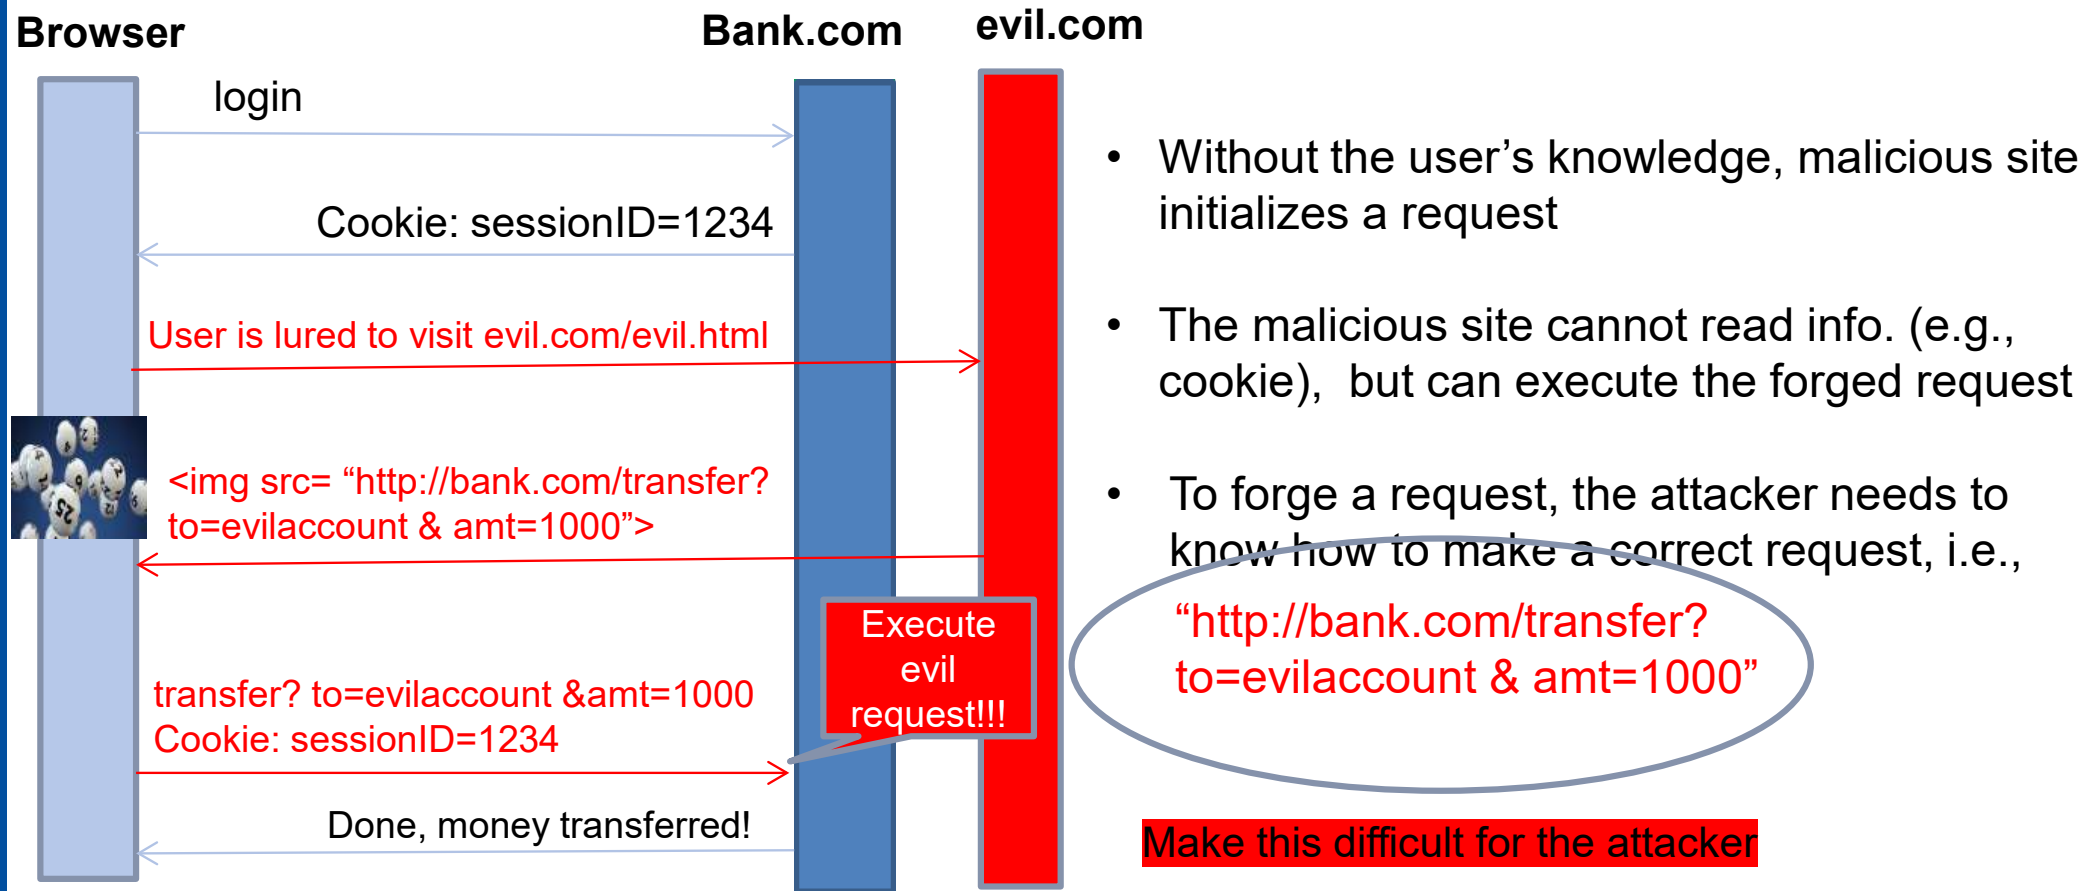 Browser
Bank.com
evil.com
login
Cookie: sessionID=1234
User is lured to visit evil.com/evil.html
<img src= “http://bank.com/transfer?
to=evilaccount & amt=1000”>
Execute
evil
request!!!
transfer? to=evilaccount &amt=1000
Cookie: sessionID=1234
Done, money transferred!
• Without the user’s knowledge, malicious site
initializes a request
• The malicious site cannot read info. (e.g.,
cookie),  but can execute the forged request
• To forge a request, the attacker needs to
know how to make a correct request, i.e.,
“http://bank.com/transfer?
to=evilaccount & amt=1000”
Make this difficult for the attacker